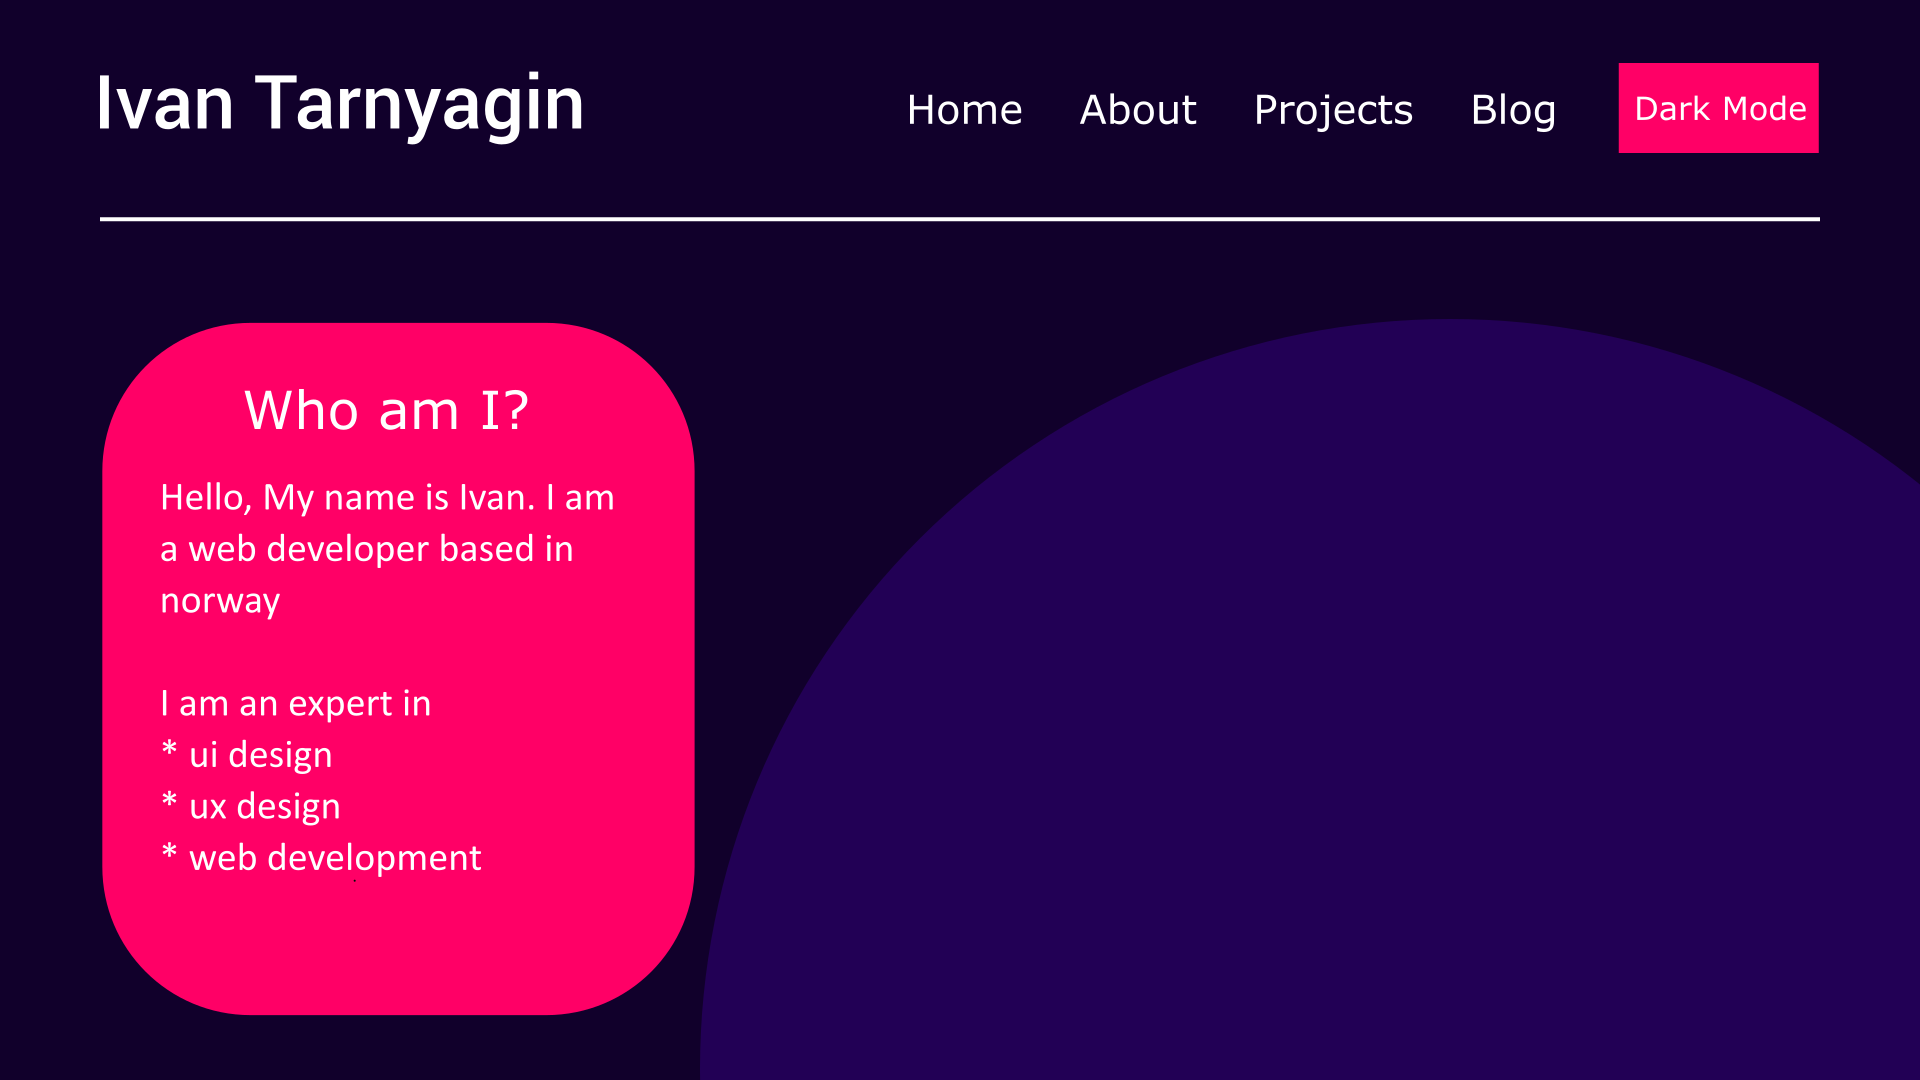 Ivan Tarnyagin
Home About Projects Blog Dark Mode
Who am I?
Hello, My name is Ivan. I am
a web developer based in
norway
I am an expert in
* ui design
* ux design
* web development